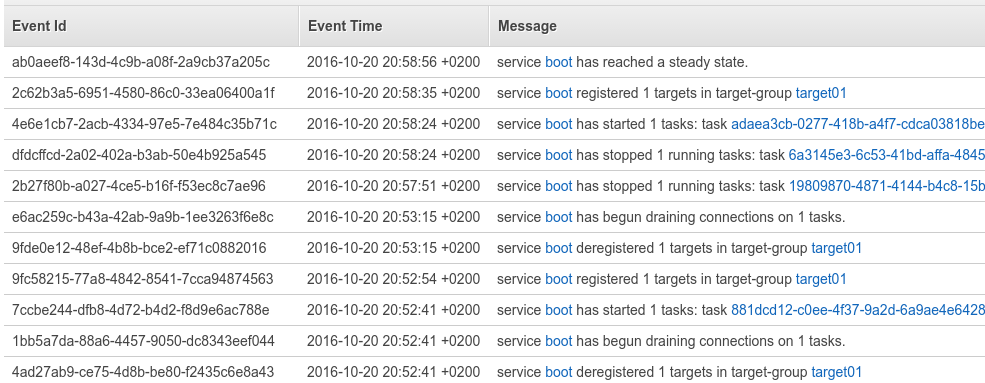 Event Id Event Time Message
ab0aeef8-143d-4c9b-a08f-2a9cb37a205c 2016-10-20 20:58:56 +0200 service boot has reached a steady state.
2c62b3a5-6951-4580-86c0-33ea06400a1f 2016-10-20 20:58:35 +0200 service boot registered 1 targets in target-group target01
4e6e1cb7-2acb-4334-97e5-7e484c35b71c 2016-10-20 20:58:24 +0200 service boot has started 1 tasks: task adaea3cb-0277-418b-a4f7-cdca03818be
dfdcffcd-2a02-402a-b3ab-50e4b925a545 2016-10-20 20:58:24 +0200 service boot has stopped 1 running tasks: task 6a3145e3-6c53-41bd-affa-4845
2b27f80b-a027-4ce5-b16f-f53ec8c7ae96 2016-10-20 20:57:51 +0200 service boot has stopped 1 running tasks: task 19809870-4871-4144-b4c8-15b
e6ac259c-b43a-42ab-9a9b-1ee3263f6e8c 2016-10-20 20:53:15 +0200 service boot has begun draining connections on 1 tasks.
9fde0e12-48ef-4b8b-bce2-ef71c0882016 2016-10-20 20:53:15 +0200 service boot deregistered 1 targets in target-group target01
9fc58215-77a8-4842-8541-7cca94874563 2016-10-20 20:52:54 +0200 service boot registered 1 targets in target-group target01
7ccbe244-dfb8-4d72-b4d2-f8d9e6ac788e 2016-10-20 20:52:41 +0200 service boot has started 1 tasks: task 881dcd12-c0ee-4f37-9a2d-6a9ae4e6428
1bb5a7da-88a6-4457-9050-dc8343eef044 2016-10-20 20:52:41 +0200 service boot has begun draining connections on 1 tasks.
4ad27ab9-ce75-4d8b-be80-f2435c6e8a43 2016-10-20 20:52:41 +0200 service boot deregistered 1 targets in target-group target01